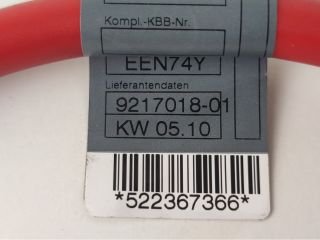 Kompl.-KBB-Nr.
EEN74Y
Lieferantendaten
9217018-01
KW 05.10
*522367366*